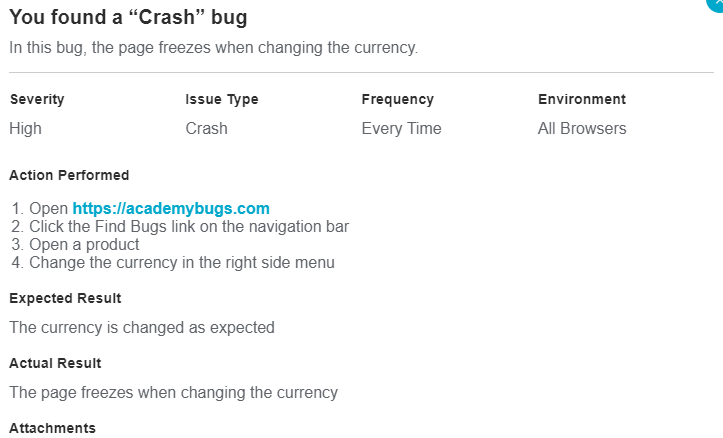 You found a “Crash” bug
In this bug, the page freezes when changing the currency.
Severity Issue Type Frequency Environment
High Crash Every Time All Browsers
Action Performed
1. Open https://academybugs.com
2. Click the Find Bugs link on the navigation bar
3. Open a product
4. Change the currency in the right side menu
Expected Result
The currency is changed as expected
Actual Result
The page freezes when changing the currency
Attachments